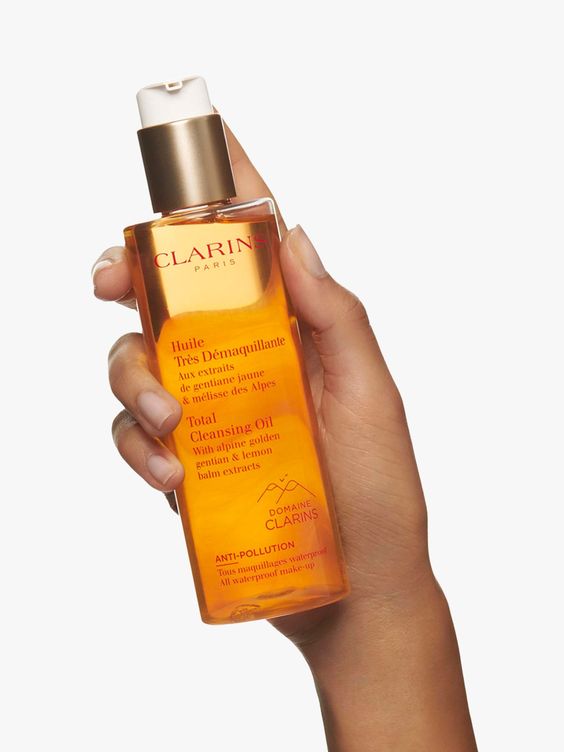 CLARINS
PARIS
Huile
Très Démaquillante
Aux extraits
de gentiane jaune
& mélisse des Alpes
Total
Cleansing Oil
With alpine golden
gentian & lemon
balm extracts
DOMAINE
CLARINS
ANTI-POLLUTION
Tous maquillages waterproof
All waterproof make-up